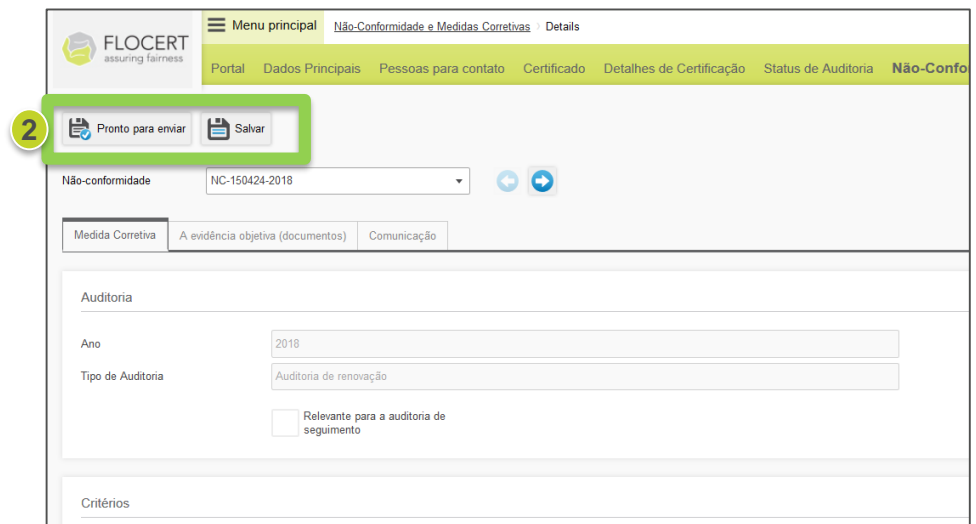 FLOCERT
assuring fairness
Menu principal Não-Conformidade e Medidas Corretivas Details
Portal Dados Principais Pessoas para contato Certificado Detalhes de Certificação Status de Auditoria Não-Confo
2 Pronto para enviar Salvar
Não-conformidade NC-150424-2018
Medida Corretiva A evidência objetiva (documentos) Comunicação
Auditoria
Ano 2018
Tipo de Auditoria Auditoria de renovação
Relevante para a auditoria de
seguimento
Critérios